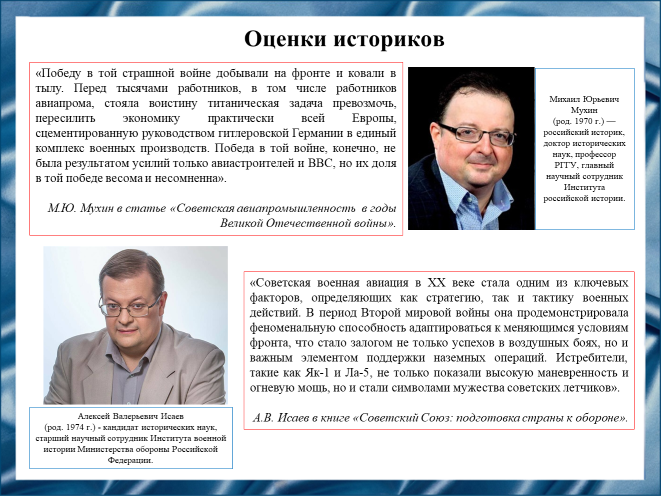 Оценки историков
«Победу в той страшной войне добывали на фронте и ковали в
тылу. Перед тысячами работников, в том числе работников
авиапрома, стояла воистину титаническая задача превозмочь,
пересилить экономику практически всей Европы,
сцементированную руководством гитлеровской Германии в единый
комплекс военных производств. Победа в той войне, конечно, не
была результатом усилий только авиастроителей и ВВС, но их доля
в той победе весома и несомненна».
М.Ю. Мухин в статье «Советская авиапромышленность в годы
Великой Отечественной войны».
Михаил Юрьевич
Мухин
(род. 1970 г.) —
российский историк,
доктор исторических
наук, профессор
РГГУ, главный
научный сотрудник
Института
российской истории.
Алексей Валерьевич Исаев
(род. 1974 г.) - кандидат исторических наук,
старший научный сотрудник Института военной
истории Министерства обороны Российской
Федерации.
«Советская военная авиация в XX веке стала одним из ключевых
факторов, определяющих как стратегию, так и тактику военных
действий. В период Второй мировой войны она продемонстрировала
феноменальную способность адаптироваться к меняющимся условиям
фронта, что стало залогом не только успехов в воздушных боях, но и
важным элементом поддержки наземных операций. Истребители,
такие как Як-1 и Ла-5, не только показали высокую маневренность и
огневую мощь, но и стали символами мужества советских летчиков».
А.В. Исаев в книге «Советский Союз: подготовка страны к обороне».